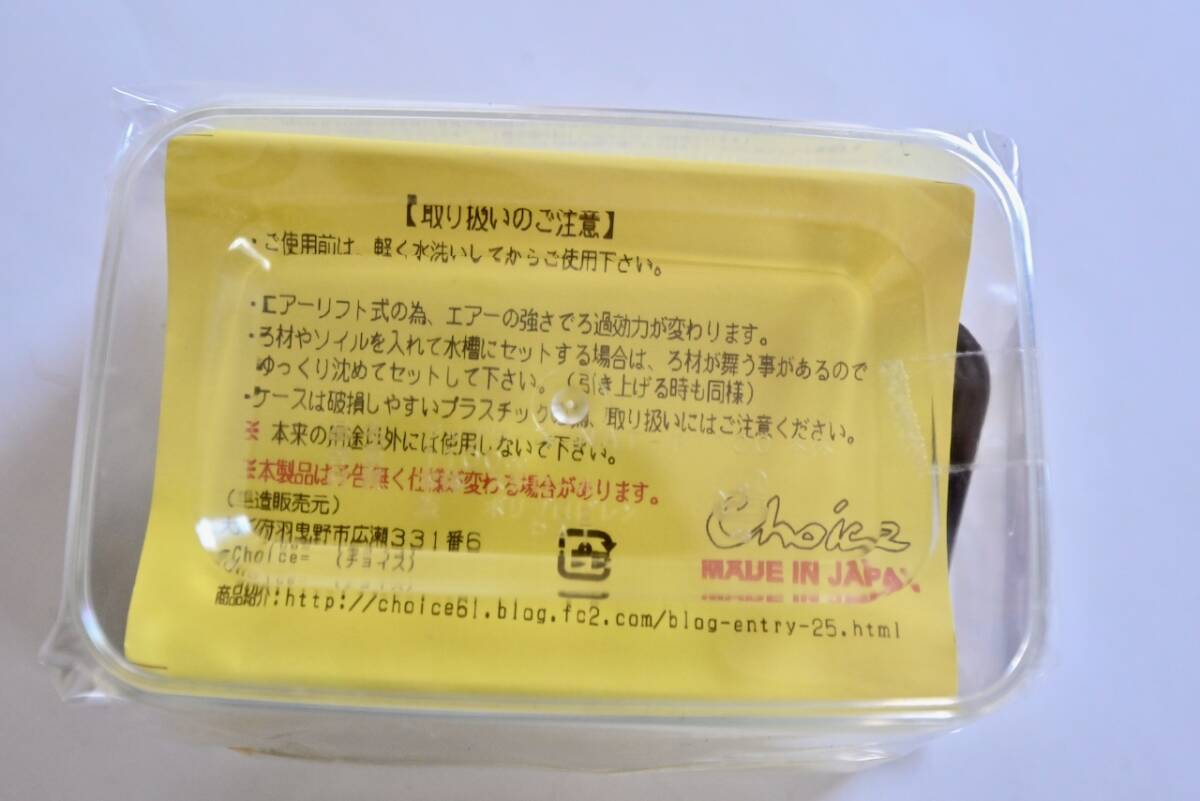 【取り扱いのご注意】
・ご使用前は、軽く水洗いしてからご使用下さい。
・エアーリフト式の為、エアーの強さでろ過効力が変わります。
・ろ材やソイルを入れて水槽にセットする場合は、ろ材が舞う事があるので
ゆっくり沈めてセットして下さい。（引き上げる時も同様）
・ケースは破損しやすいプラスチックの為、取り扱いにはご注意ください。
※ 本来の用途以外には使用しないで下さい。
※本製品は予告無く仕様が変わる場合があります。
(製造販売元)
府羽曳野市広瀬331番6
=Choice= (チョイス)
Choice
MADE IN JAPAN
商品紹介:http://choice61.blog.fc2.com/blog-entry-25.html